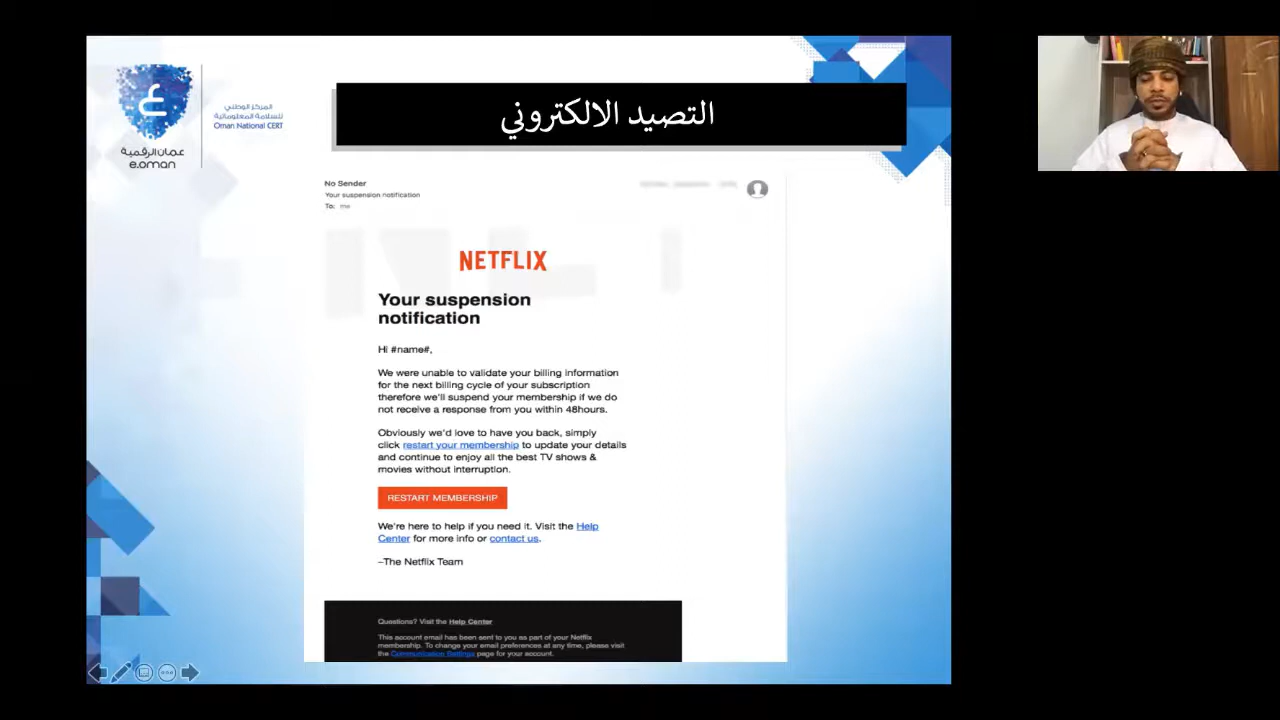 المركز الوطني
للسلامة المعلوماتية
Oman National CERT
ع
عمان الرقمية
e.oman
التصيد الالكتروني
No Sender
Your suspension notification
To: me
NETFLIX
Your suspension
notification
Hi #name#,
We were unable to validate your billing information
for the next billing cycle of your subscription
therefore we'll suspend your membership if we do
not receive a response from you within 48hours.
Obviously we'd love to have you back, simply
click restart your membership to update your details
and continue to enjoy all the best TV shows &
movies without interruption.
RESTART MEMBERSHIP
We're here to help if you need it. Visit the Help
Center for more info or contact us.
–The Netflix Team
Questions? Visit the Help Center
This account email has been sent to you as part of your Netflix
membership. To change your email preferences at any time, please visit
the Communication Settings page for your account.